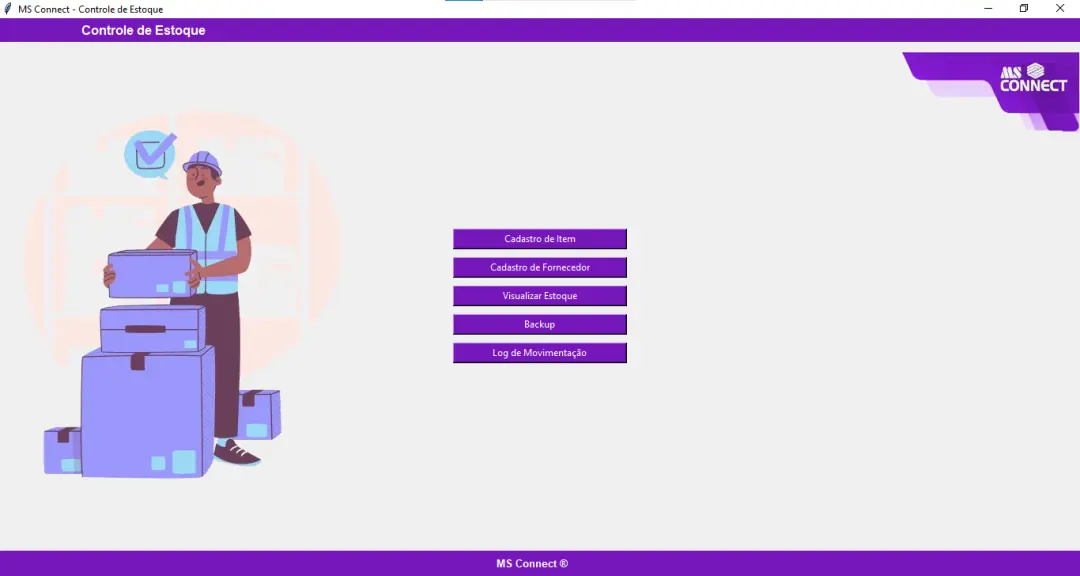 MS Connect - Controle de Estoque
Controle de Estoque
MS
CONNECT
Cadastro de Item
Cadastro de Fornecedor
Visualizar Estoque
Backup
Log de Movimentação
MS Connect ®